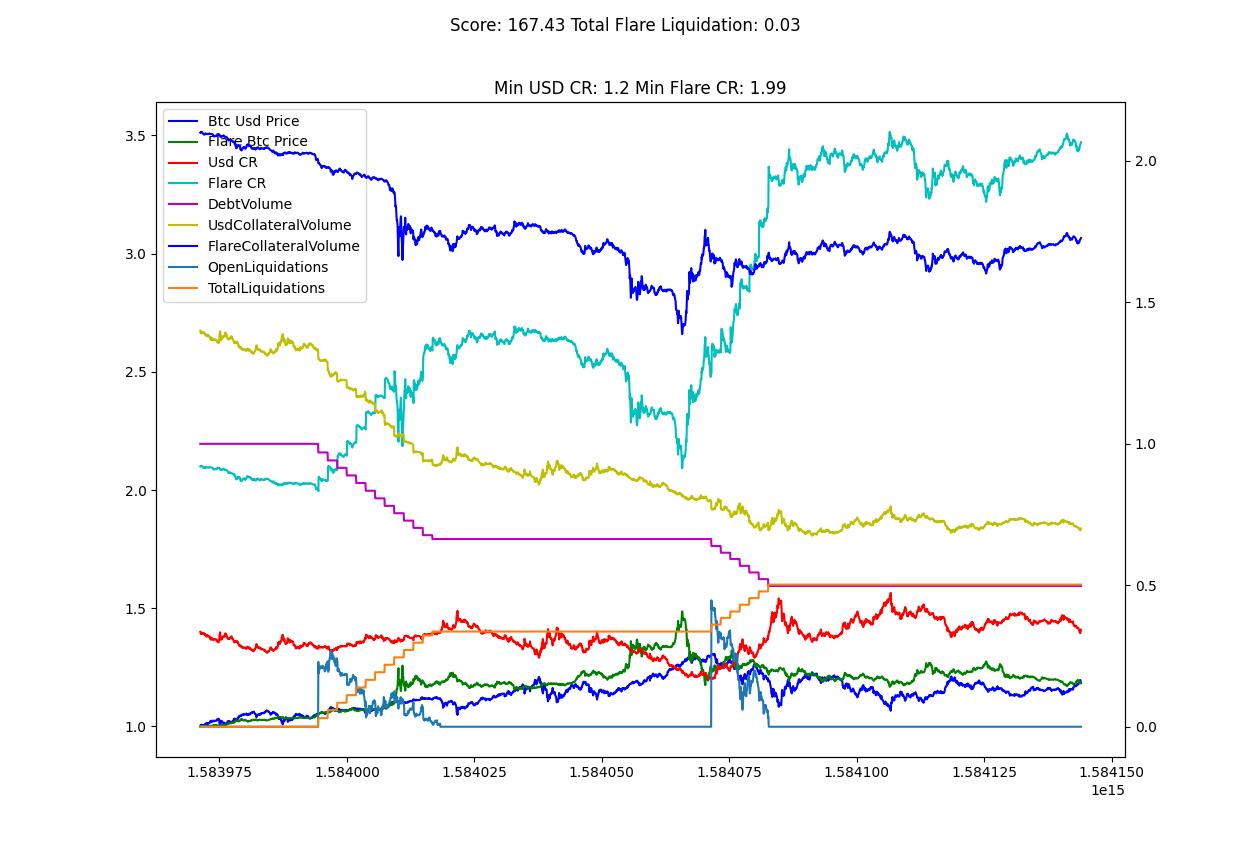 Score: 167.43 Total Flare Liquidation: 0.03
Min USD CR: 1.2 Min Flare CR: 1.99
Btc Usd Price
Flare Btc Price
Usd CR
Flare CR
DebtVolume
UsdCollateralVolume
FlareCollateralVolume
OpenLiquidations
TotalLiquidations
3.5
3.0
2.5
2.0
1.5
1.0
2.0
1.5
1.0
0.5
0.0
1.583975 1.584000 1.584025 1.584050 1.584075 1.584100 1.584125 1.584150
1e15